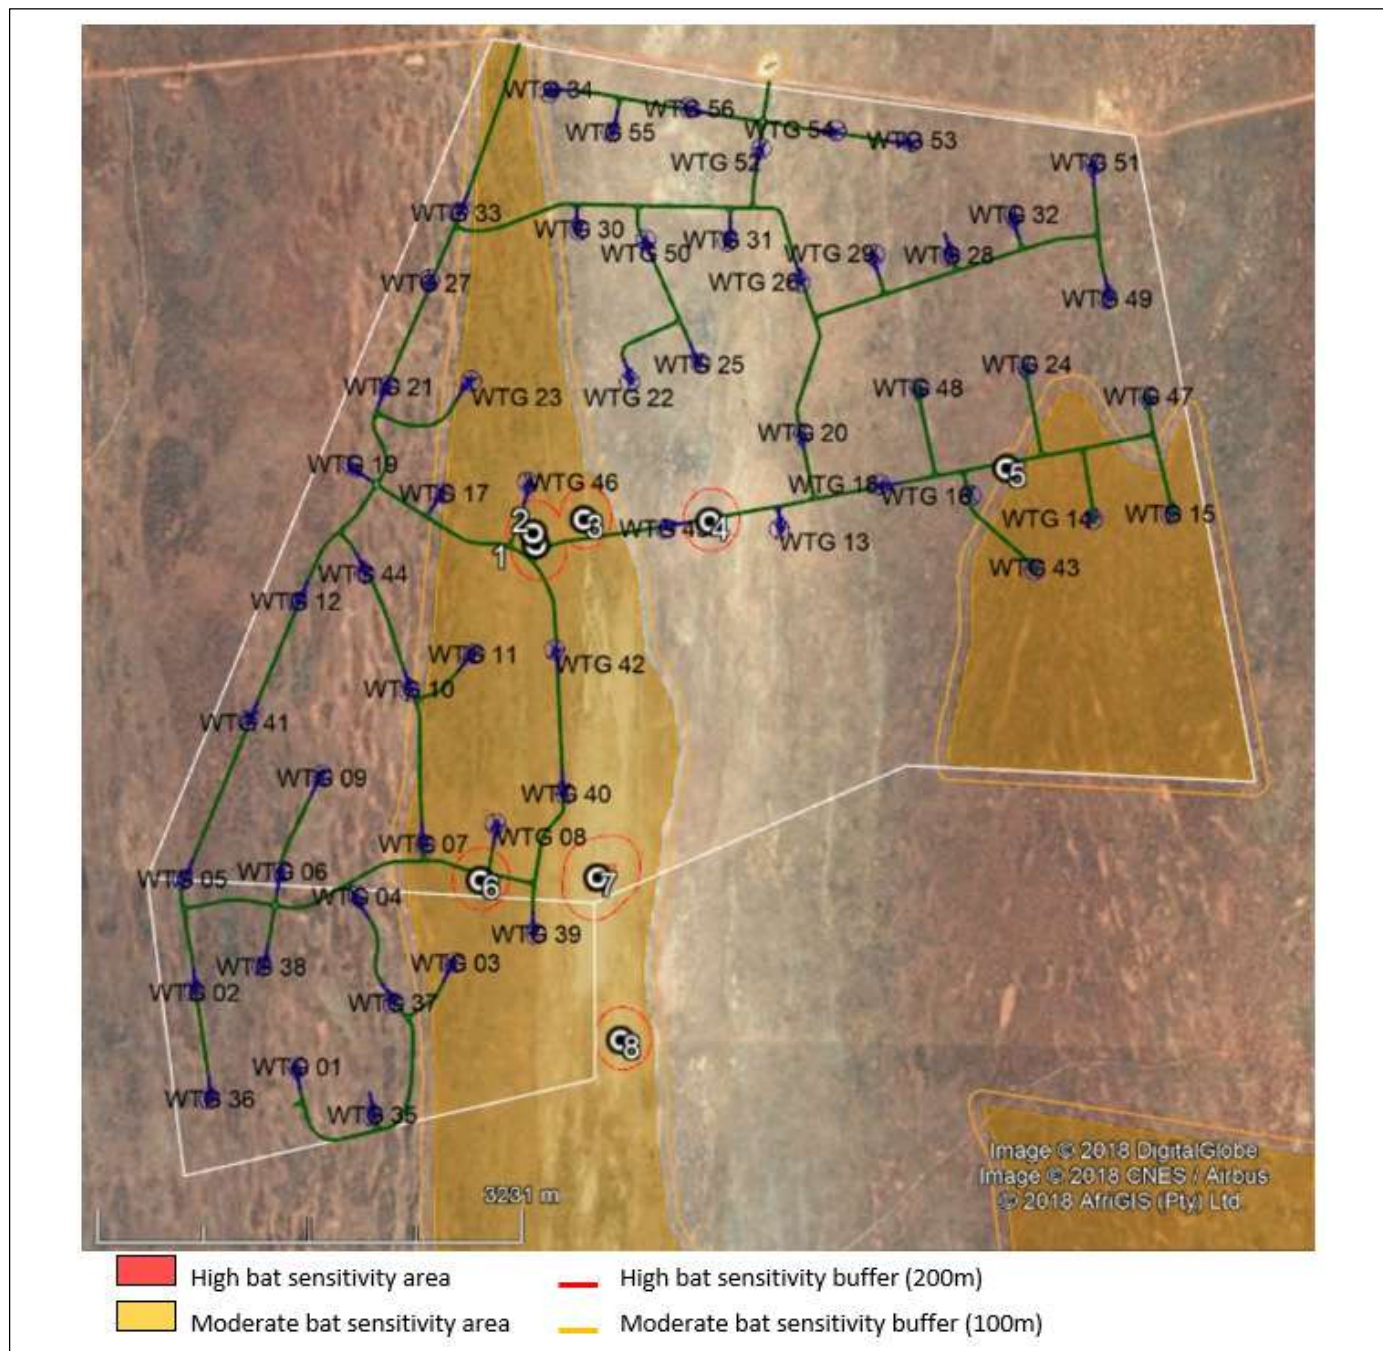 WTG 34
WTG 56
WTG 55
WTG 54
WTG 53
WTG 52
WTG 51
WTG 33
WTG 32
WTG 30
WTG 50
WTG 31
WTG 29
WTG 28
WTG 27
WTG 26
WTG 49
WTG 25
WTG 24
WTG 21
WTG 23
WTG 22
WTG 48
WTG 47
WTG 20
WTG 19
WTG 46
5
WTG 17
WTG 18
WTG 16
2
3
4
WTG 14
WTG 15
WTG 13
1
WTG 44
WTG 43
WTG 12
WTG 11
WTG 42
WTG 10
WTG 41
WTG 09
WTG 40
WTG 07
WTG 08
WTG 05
WTG 06
6
7
WTG 04
WTG 39
WTG 38
WTG 03
WTG 02
WTG 37
8
WTG 01
WTG 36
WTG 35
Image © 2018 DigitalGlobe
Image © 2018 CNES / Airbus
© 2018 AfriGIS (Pty) Ltd.
3231 m
High bat sensitivity area
High bat sensitivity buffer (200m)
Moderate bat sensitivity area
Moderate bat sensitivity buffer (100m)